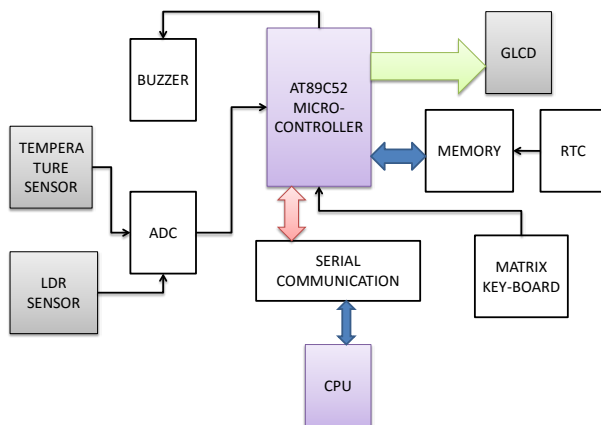 BUZZER
AT89C52
MICRO-
CONTROLLER
GLCD
TEMPERA
TURE
SENSOR
MEMORY
RTC
ADC
LDR
SENSOR
SERIAL
COMMUNICATION
MATRIX
KEY-BOARD
CPU